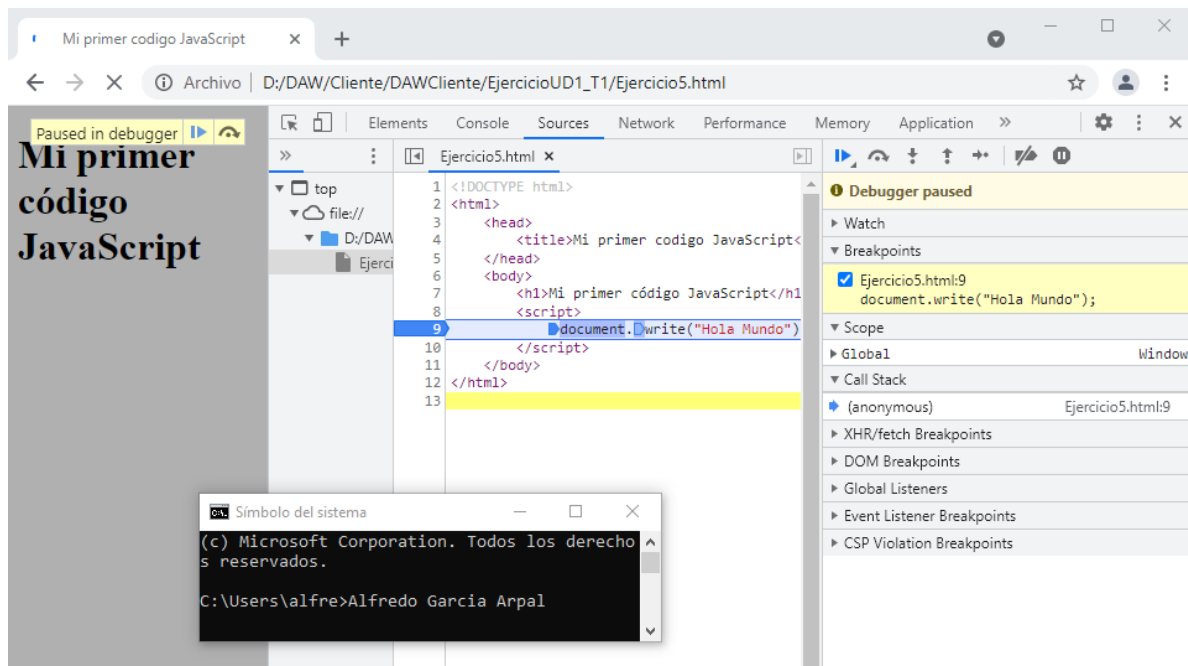 Mi primer codigo JavaScript
Archivo D:/DAW/Cliente/DAWCliente/EjercicioUD1_T1/Ejercicio5.html
Paused in debugger
Mi primer
código
JavaScript
Elements Console Sources Network Performance Memory Application »
»
top
file://
D:/DAW
Ejerci
Ejercicio5.html
1 <!DOCTYPE html>
2 <html>
3 <head>
4 <title>Mi primer codigo JavaScript<
5 </head>
6 <body>
7 <h1>Mi primer código JavaScript</h1
8 <script>
9 document.write("Hola Mundo")
10 </script>
11 </body>
12 </html>
13
Debugger paused
Watch
Breakpoints
Ejercicio5.html:9
document.write("Hola Mundo");
Scope
Global Window
Call Stack
(anonymous) Ejercicio5.html:9
XHR/fetch Breakpoints
DOM Breakpoints
Global Listeners
Event Listener Breakpoints
CSP Violation Breakpoints
Símbolo del sistema
(c) Microsoft Corporation. Todos los derecho
s reservados.
C:\Users\alfre>Alfredo Garcia Arpal